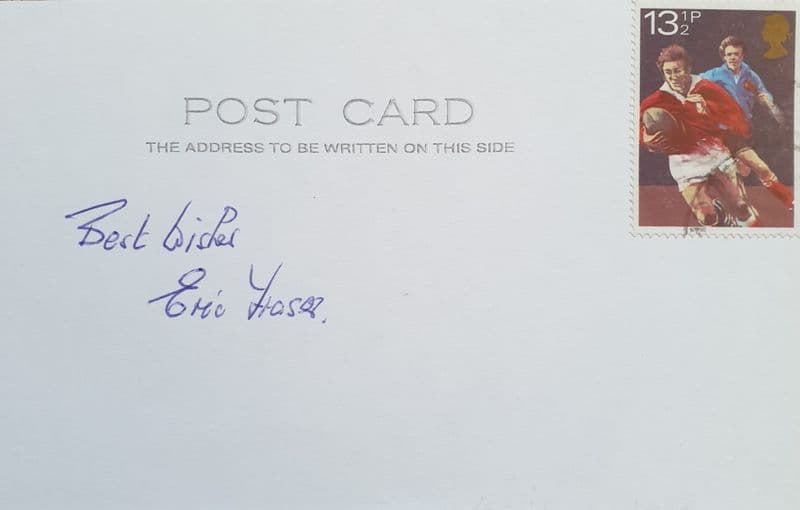 13½P
POST CARD
THE ADDRESS TO BE WRITTEN ON THIS SIDE
Best Wishes
Eric Fraser.